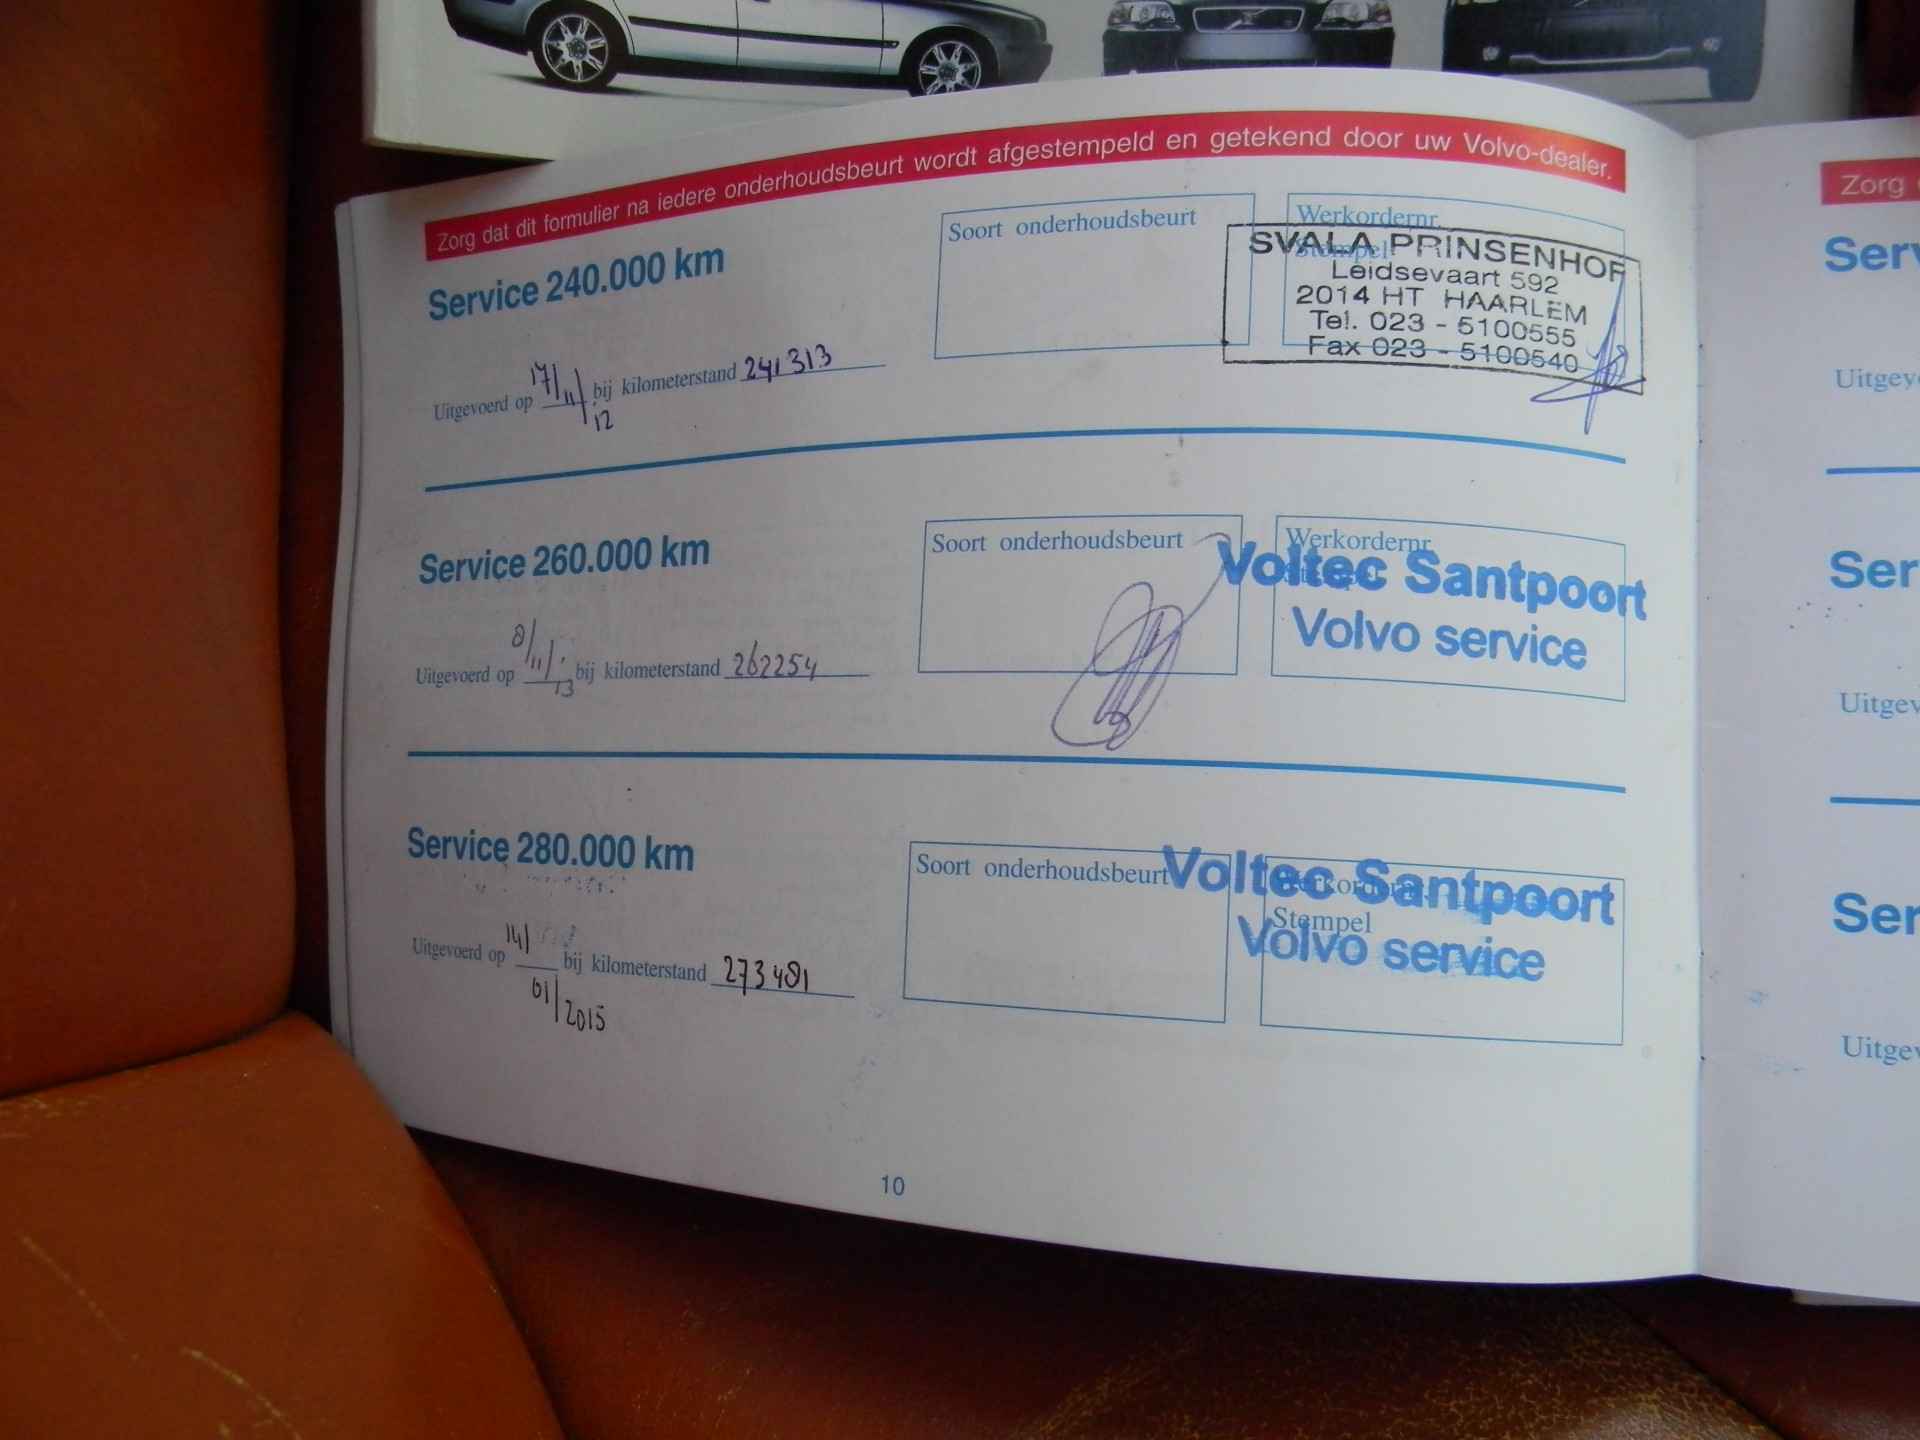 Zorg dat dit formulier na iedere onderhoudsbeurt wordt afgestempeld en getekend door uw Volvo-dealer.
Service 240.000 km
Soort onderhoudsbeurt
Werkordernr.
Stempel
SVALA PRINSENHOF
Leidsevaart 592
2014 HT HAARLEM
Tel. 023 - 5100555
Fax 023 - 5100540
Uitgevoerd op 17/11/12 bij kilometerstand 241313
Service 260.000 km
Soort onderhoudsbeurt
Werkordernr.
Stempel
Voltec Santpoort
Volvo service
Uitgevoerd op 8/11/13 bij kilometerstand 262254
Service 280.000 km
Soort onderhoudsbeurt
Werkordernr.
Stempel
Voltec Santpoort
Volvo service
Uitgevoerd op 14/01/2015 bij kilometerstand 273481
10
Zorg
Serv
Uitgev
Ser
Uitgev
Ser
Uitgev